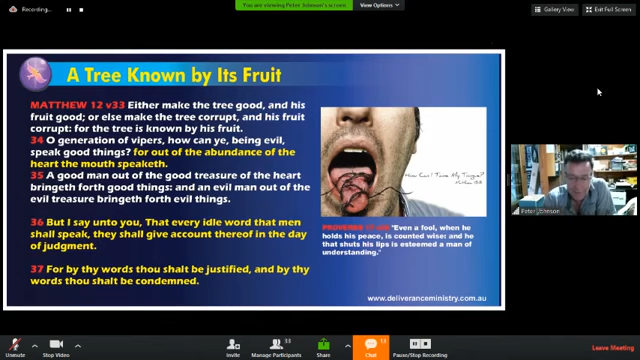 Recording...
You are viewing Peter Johnson's screen
View Options
Gallery View
Exit Full Screen
A Tree Known by Its Fruit
MATTHEW 12 v33 Either make the tree good, and his
fruit good; or else make the tree corrupt, and his fruit
corrupt: for the tree is known by his fruit.
34 O generation of vipers, how can ye, being evil,
speak good things? for out of the abundance of the
heart the mouth speaketh.
35 A good man out of the good treasure of the heart
bringeth forth good things: and an evil man out of the
evil treasure bringeth forth evil things.
36 But I say unto you, That every idle word that men
shall speak, they shall give account thereof in the day
of judgment.
37 For by thy words thou shalt be justified, and by thy
words thou shalt be condemned.
How Can I Tame My Tongue?
"Even a fool, when he
holds his peace, is counted wise: and he
that shuts his lips is esteemed a man of
understanding."
www.deliveranceministry.com.au
Peter Johnson
Unmute
Stop Video
Invite
Manage Participants
Share
Chat
Pause/Stop Recording
Leave Meeting